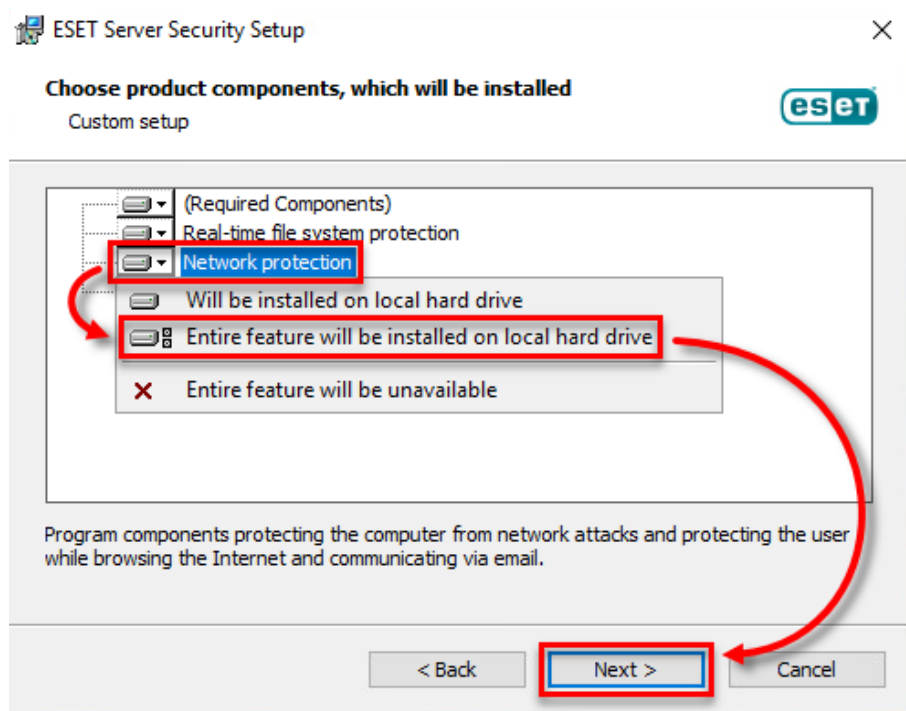 ESET Server Security Setup
Choose product components, which will be installed
Custom setup
eseT
(Required Components)
Real-time file system protection
Network protection
Will be installed on local hard drive
Entire feature will be installed on local hard drive
Entire feature will be unavailable
Program components protecting the computer from network attacks and protecting the user
while browsing the Internet and communicating via email.
< Back
Next >
Cancel